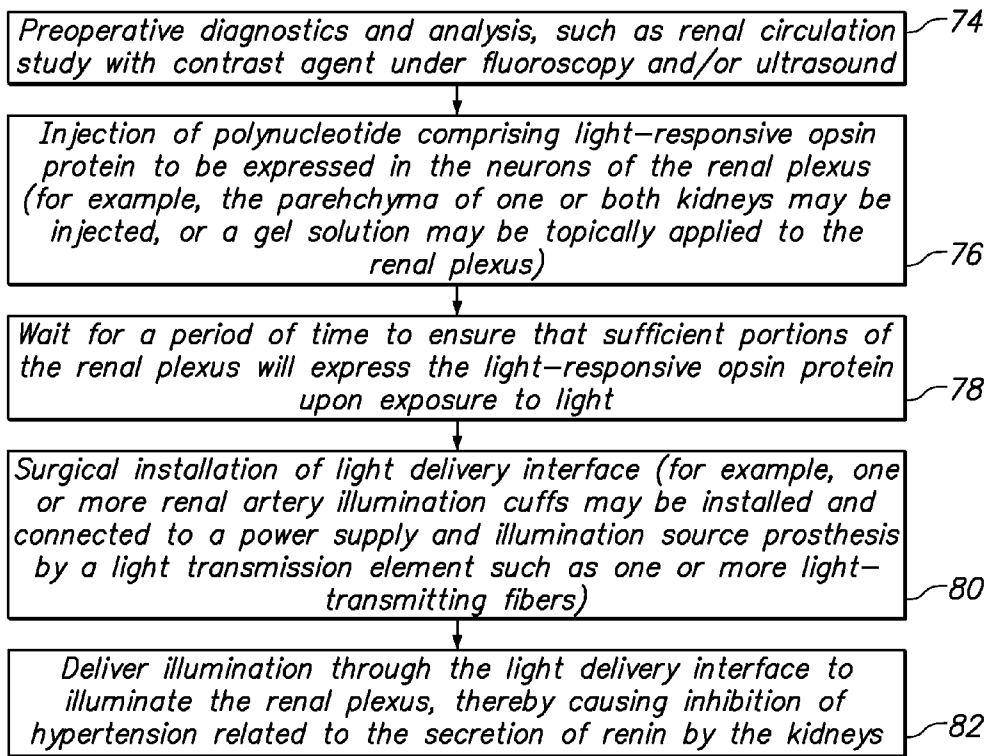 Preoperative diagnostics and analysis, such as renal circulation
study with contrast agent under fluoroscopy and/or ultrasound
74
Injection of polynucleotide comprising light-responsive opsin
protein to be expressed in the neurons of the renal plexus
(for example, the parehchyma of one or both kidneys may be
injected, or a gel solution may be topically applied to the
renal plexus)
76
Wait for a period of time to ensure that sufficient portions of
the renal plexus will express the light-responsive opsin protein
upon exposure to light
78
Surgical installation of light delivery interface (for example, one
or more renal artery illumination cuffs may be installed and
connected to a power supply and illumination source prosthesis
by a light transmission element such as one or more light-
transmitting fibers)
80
Deliver illumination through the light delivery interface to
illuminate the renal plexus, thereby causing inhibition of
hypertension related to the secretion of renin by the kidneys
82